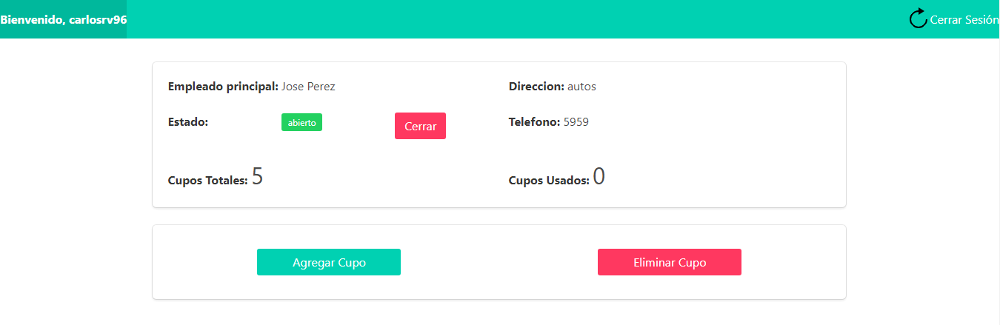 Bienvenido, carlosrv96
Cerrar Sesión
Empleado principal: Jose Perez
Direccion: autos
Estado: abierto Cerrar
Telefono: 5959
Cupos Totales: 5
Cupos Usados: 0
Agregar Cupo
Eliminar Cupo